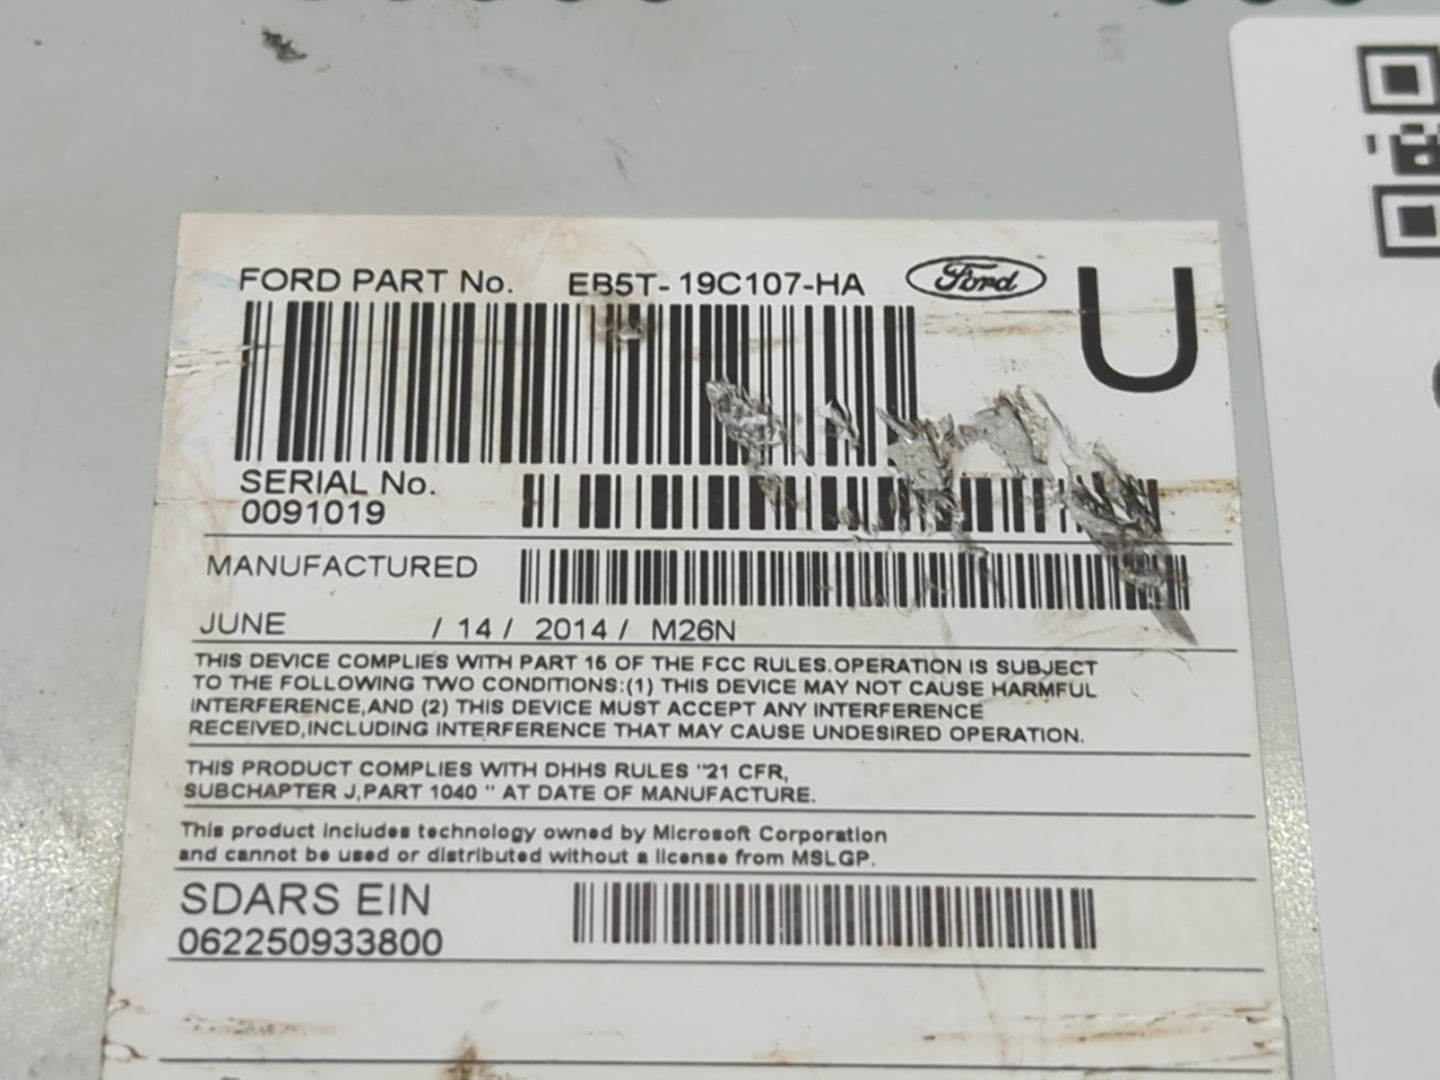 FORD PART No. EB5T-19C107-HA Ford U
SERIAL No.
0091019
MANUFACTURED
JUNE / 14 / 2014 / M26N
THIS DEVICE COMPLIES WITH PART 15 OF THE FCC RULES.OPERATION IS SUBJECT
TO THE FOLLOWING TWO CONDITIONS:(1) THIS DEVICE MAY NOT CAUSE HARMFUL
INTERFERENCE,AND (2) THIS DEVICE MUST ACCEPT ANY INTERFERENCE
RECEIVED,INCLUDING INTERFERENCE THAT MAY CAUSE UNDESIRED OPERATION.
THIS PRODUCT COMPLIES WITH DHHS RULES "21 CFR,
SUBCHAPTER J,PART 1040 " AT DATE OF MANUFACTURE.
This product includes technology owned by Microsoft Corporation
and cannot be used or distributed without a license from MSLGP.
SDARS EIN
062250933800